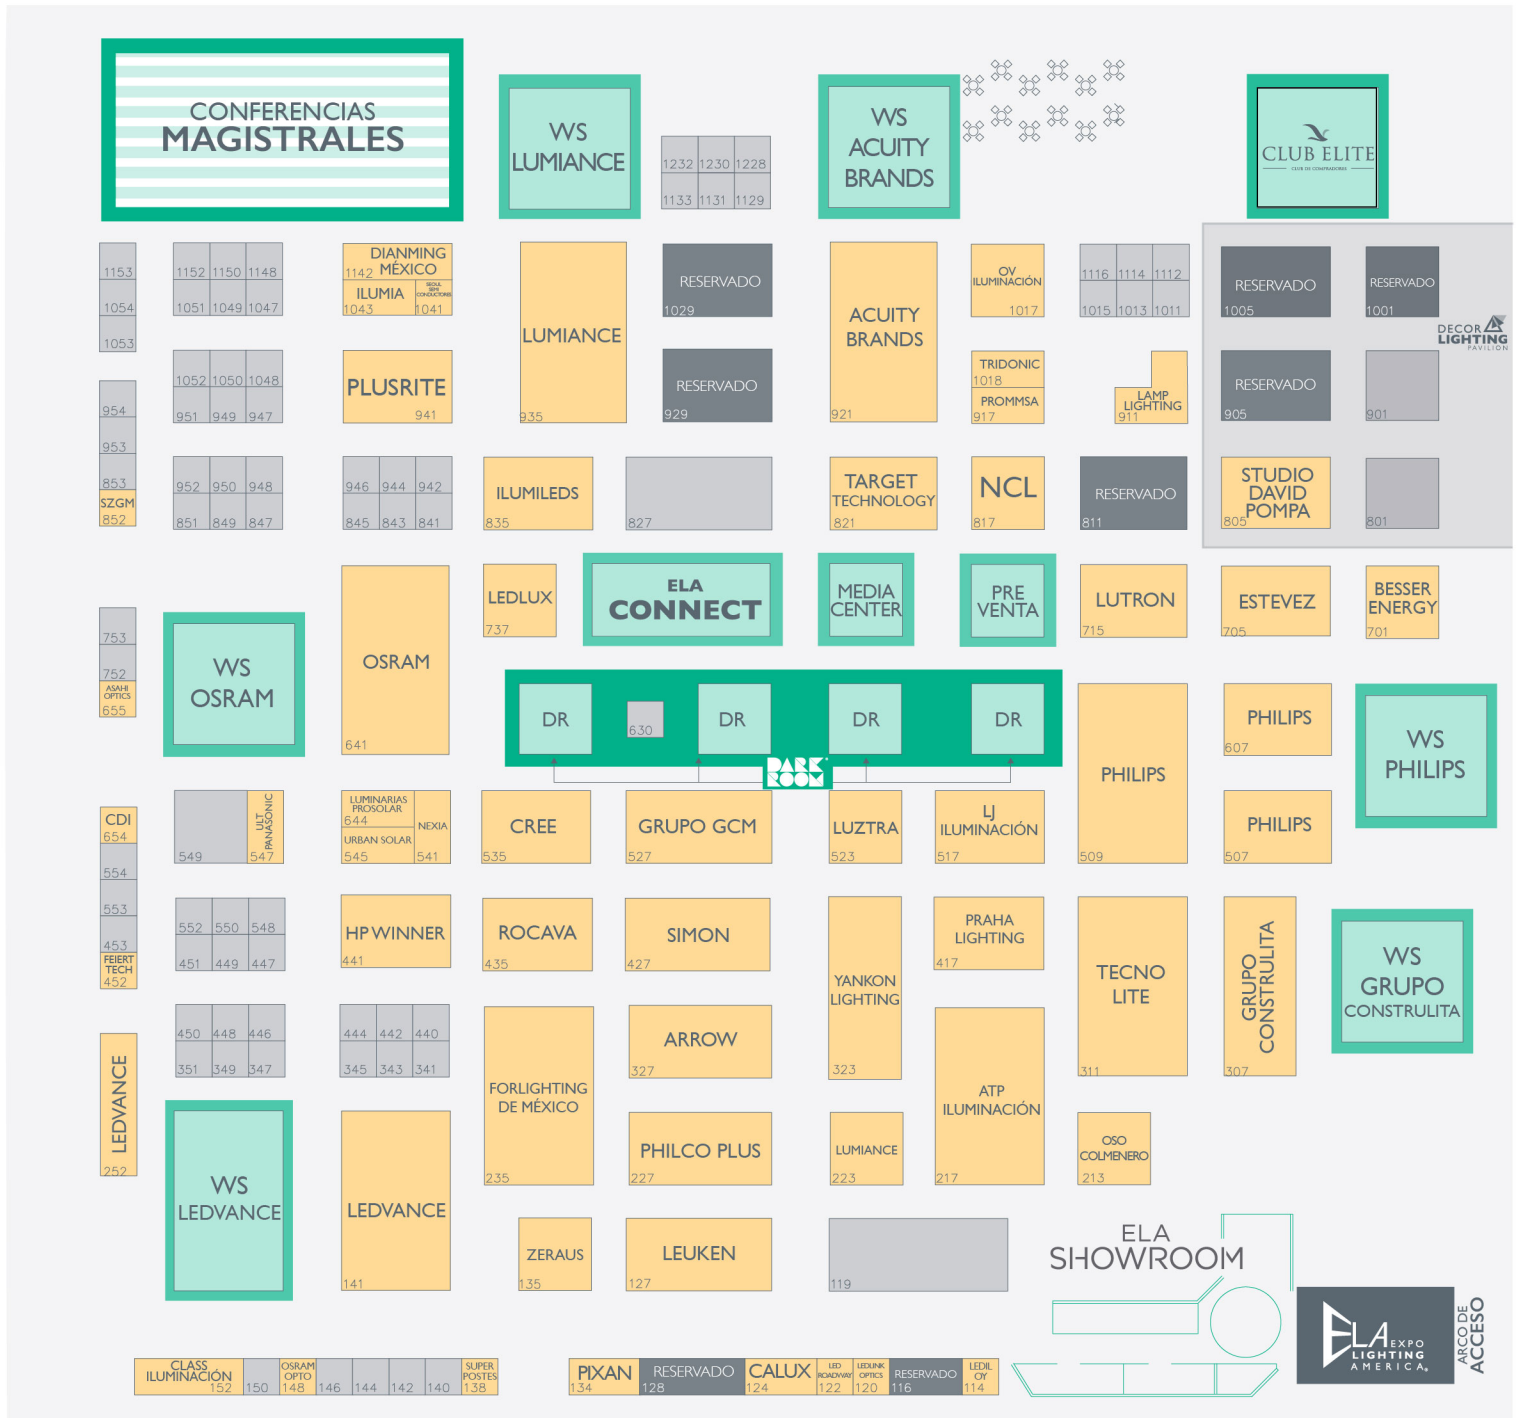 CONFERENCIAS
MAGISTRALES
WS
LUMIANCE
1232 1230 1228
1133 1131 1129
WS
ACUITY
BRANDS
CLUB ELITE
CLUB DE COMPRADORES
1153
1054
1053
1152 1150 1148
1051 1049 1047
DIANMING
MÉXICO
1142
ILUMIA
1043
SEOUL
SEMI
CONDUCTORES
1041
LUMIANCE
935
RESERVADO
1029
ACUITY
BRANDS
921
OV
ILUMINACIÓN
1017
1116 1114 1112
1015 1013 1011
RESERVADO
1005
RESERVADO
1001
DECOR
LIGHTING
PAVILION
954
953
853
SZGM
852
1052 1050 1048
951 949 947
PLUSRITE
941
RESERVADO
929
TRIDONIC
1018
PROMMSA
917
LAMP
LIGHTING
911
RESERVADO
905
901
952 950 948
851 849 847
946 944 942
845 843 841
ILUMILEDS
835
827
TARGET
TECHNOLOGY
821
NCL
817
RESERVADO
811
STUDIO
DAVID
POMPA
805
801
753
752
ASAHI
OPTICS
655
WS
OSRAM
OSRAM
641
LEDLUX
737
ELA
CONNECT
MEDIA
CENTER
PRE
VENTA
LUTRON
715
ESTEVEZ
705
BESSER
ENERGY
701
DR
630
DR
DR
DR
DARK
ROOM
PHILIPS
509
PHILIPS
607
WS
PHILIPS
PHILIPS
507
CDI
654
554
553
453
FEIERT
TECH
452
549
ULT
PANASONIC
547
LUMINARIAS
PROSOLAR
644
URBAN SOLAR
545
NEXIA
541
CREE
535
GRUPO GCM
527
LUZTRA
523
LJ
ILUMINACIÓN
517
552 550 548
451 449 447
HP WINNER
441
ROCAVA
435
SIMON
427
YANKON
LIGHTING
323
PRAHA
LIGHTING
417
TECNO
LITE
311
GRUPO
CONSTRULITA
307
WS
GRUPO
CONSTRULITA
450 448 446
351 349 347
444 442 440
345 343 341
FORLIGHTING
DE MÉXICO
235
ARROW
327
ATP
ILUMINACIÓN
217
LEDVANCE
252
WS
LEDVANCE
LEDVANCE
141
PHILCO PLUS
227
LUMIANCE
223
OSO
COLMENERO
213
ZERAUS
135
LEUKEN
127
119
ELA
SHOWROOM
ELA EXPO
LIGHTING
AMERICA®
ARCO DE
ACCESO
CLASS
ILUMINACIÓN
152
150
OSRAM
OPTO
148
146
144
142
140
SUPER
POSTES
138
PIXAN
134
RESERVADO
128
CALUX
124
LED
ROADWAY
122
LEDLINK
OPTICS
120
RESERVADO
116
LEDIL
OY
114